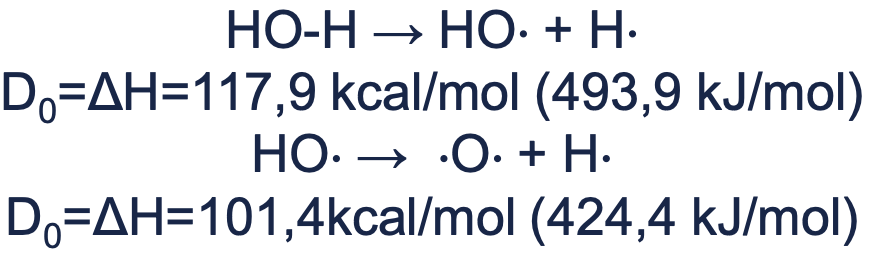 HO-H → HO· + H·
D₀=ΔH=117,9 kcal/mol (493,9 kJ/mol)
HO· → ·O· + H·
D₀=ΔH=101,4kcal/mol (424,4 kJ/mol)